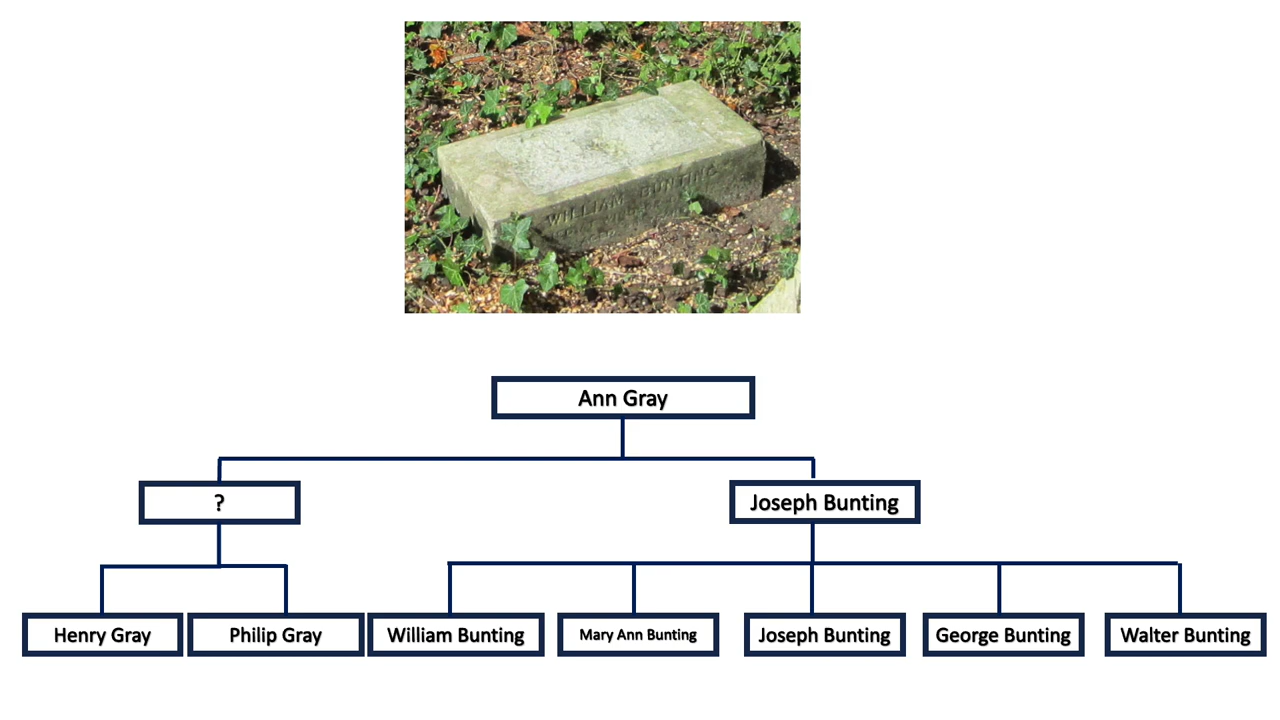 WILLIAM BUNTING
Ann Gray
?
Joseph Bunting
Henry Gray
Philip Gray
William Bunting
Mary Ann Bunting
Joseph Bunting
George Bunting
Walter Bunting